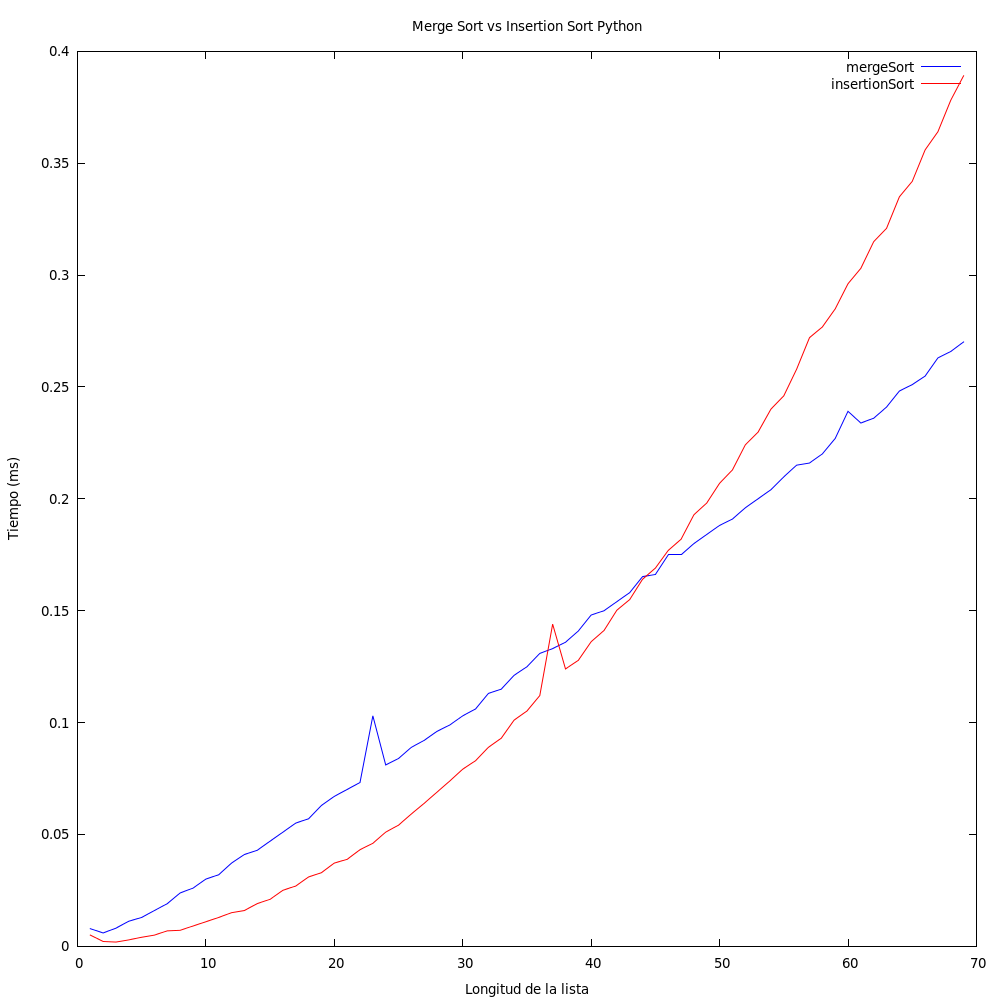 Merge Sort vs Insertion Sort Python
mergeSort
insertionSort
0.4
0.35
0.3
0.25
0.2
0.15
0.1
0.05
0
Tiempo (ms)
0 10 20 30 40 50 60 70
Longitud de la lista